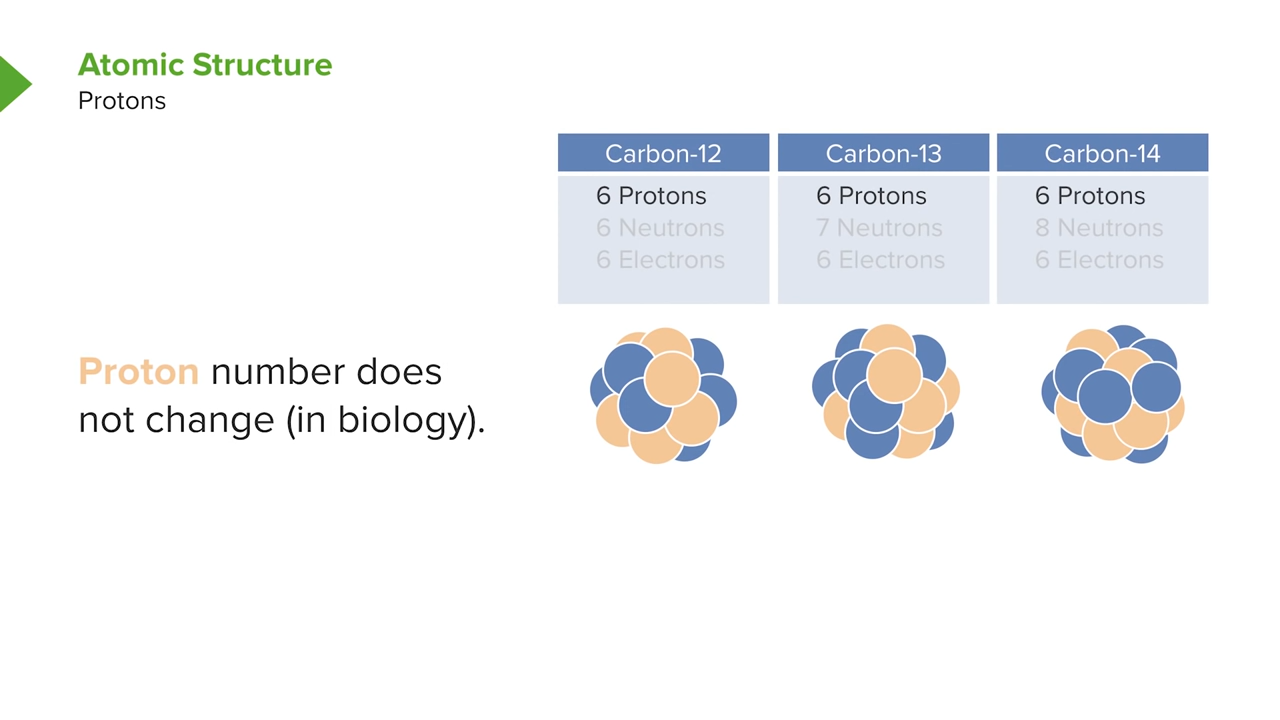 Atomic Structure
Protons
Carbon-12
6 Protons
6 Neutrons
6 Electrons
Carbon-13
6 Protons
7 Neutrons
6 Electrons
Carbon-14
6 Protons
8 Neutrons
6 Electrons
Proton number does
not change (in biology).